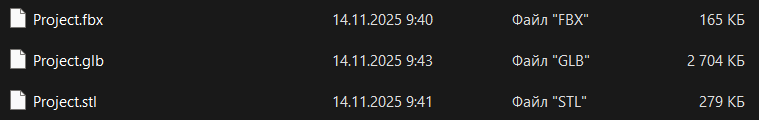 Project.fbx 14.11.2025 9:40 Файл "FBX" 165 КБ
Project.glb 14.11.2025 9:43 Файл "GLB" 2 704 КБ
Project.stl 14.11.2025 9:41 Файл "STL" 279 КБ